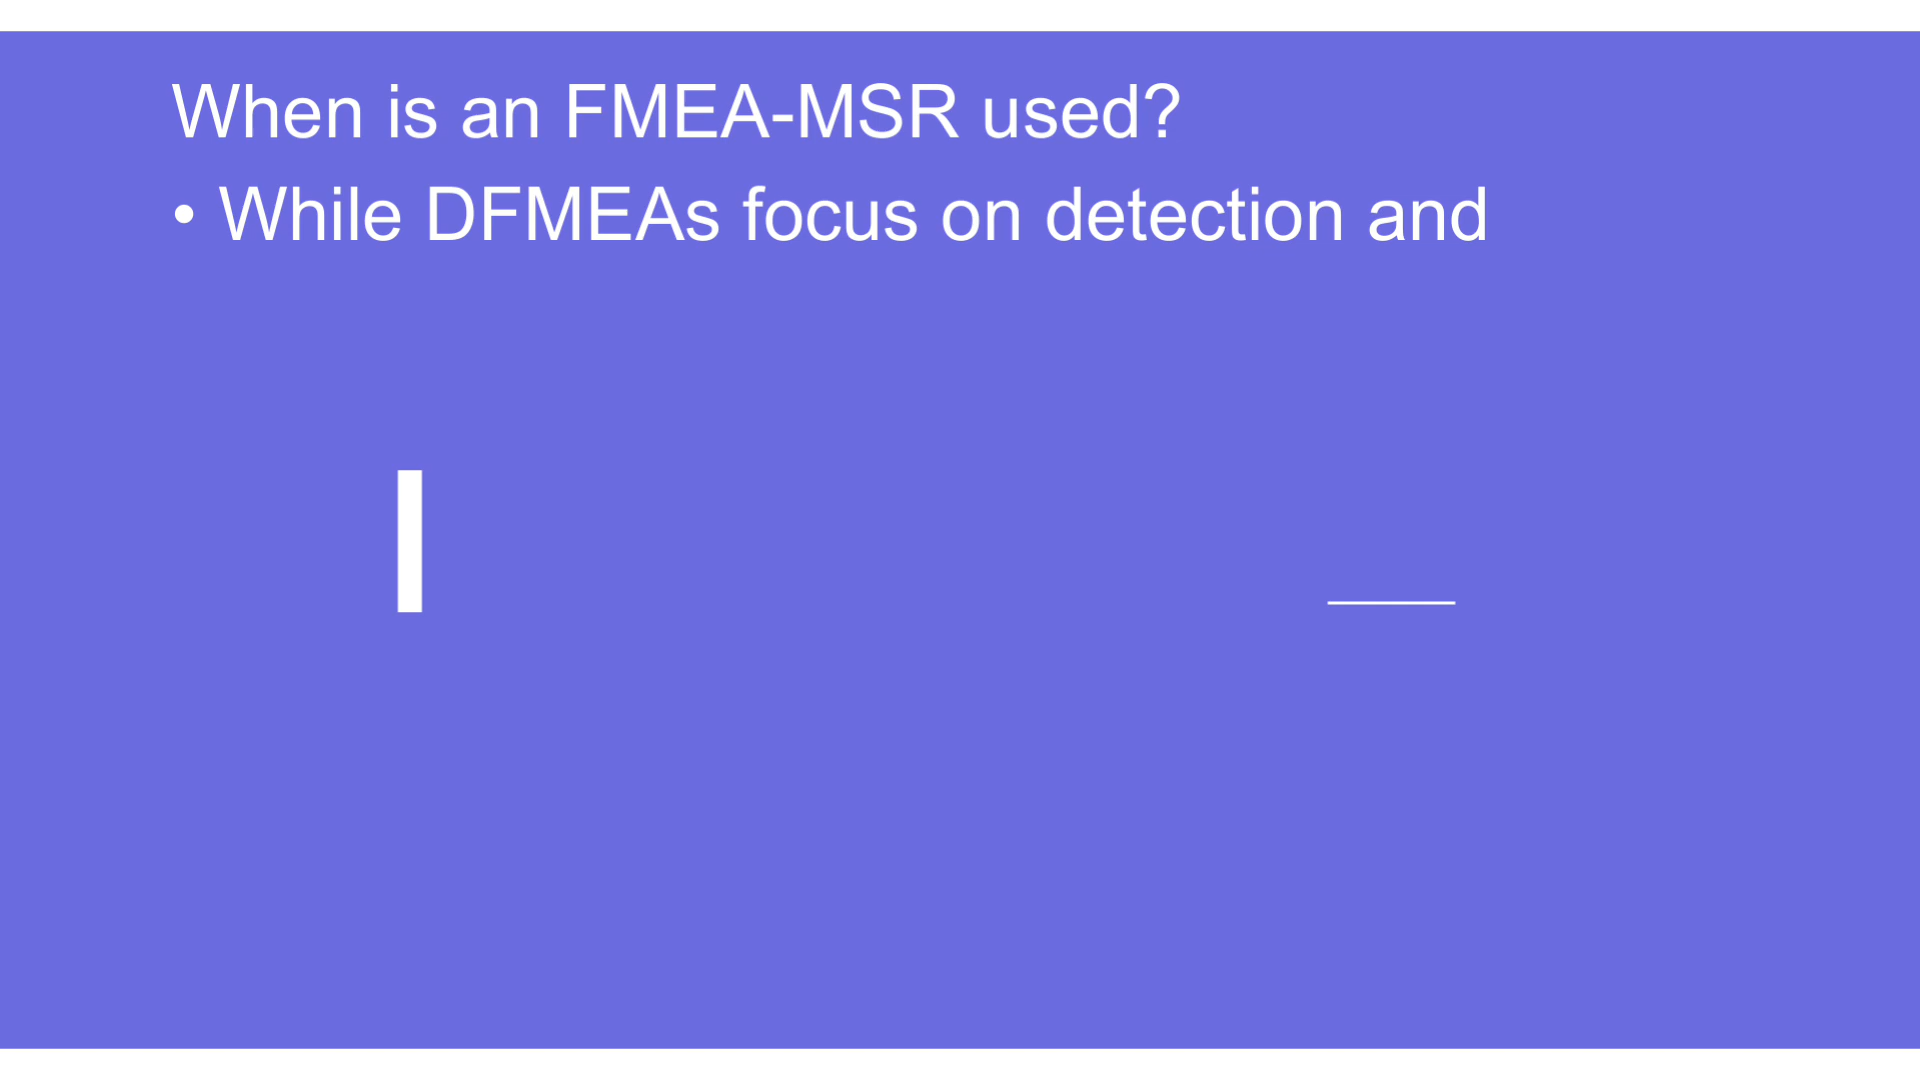 When is an FMEA-MSR used?
• While DFMEAs focus on detection and